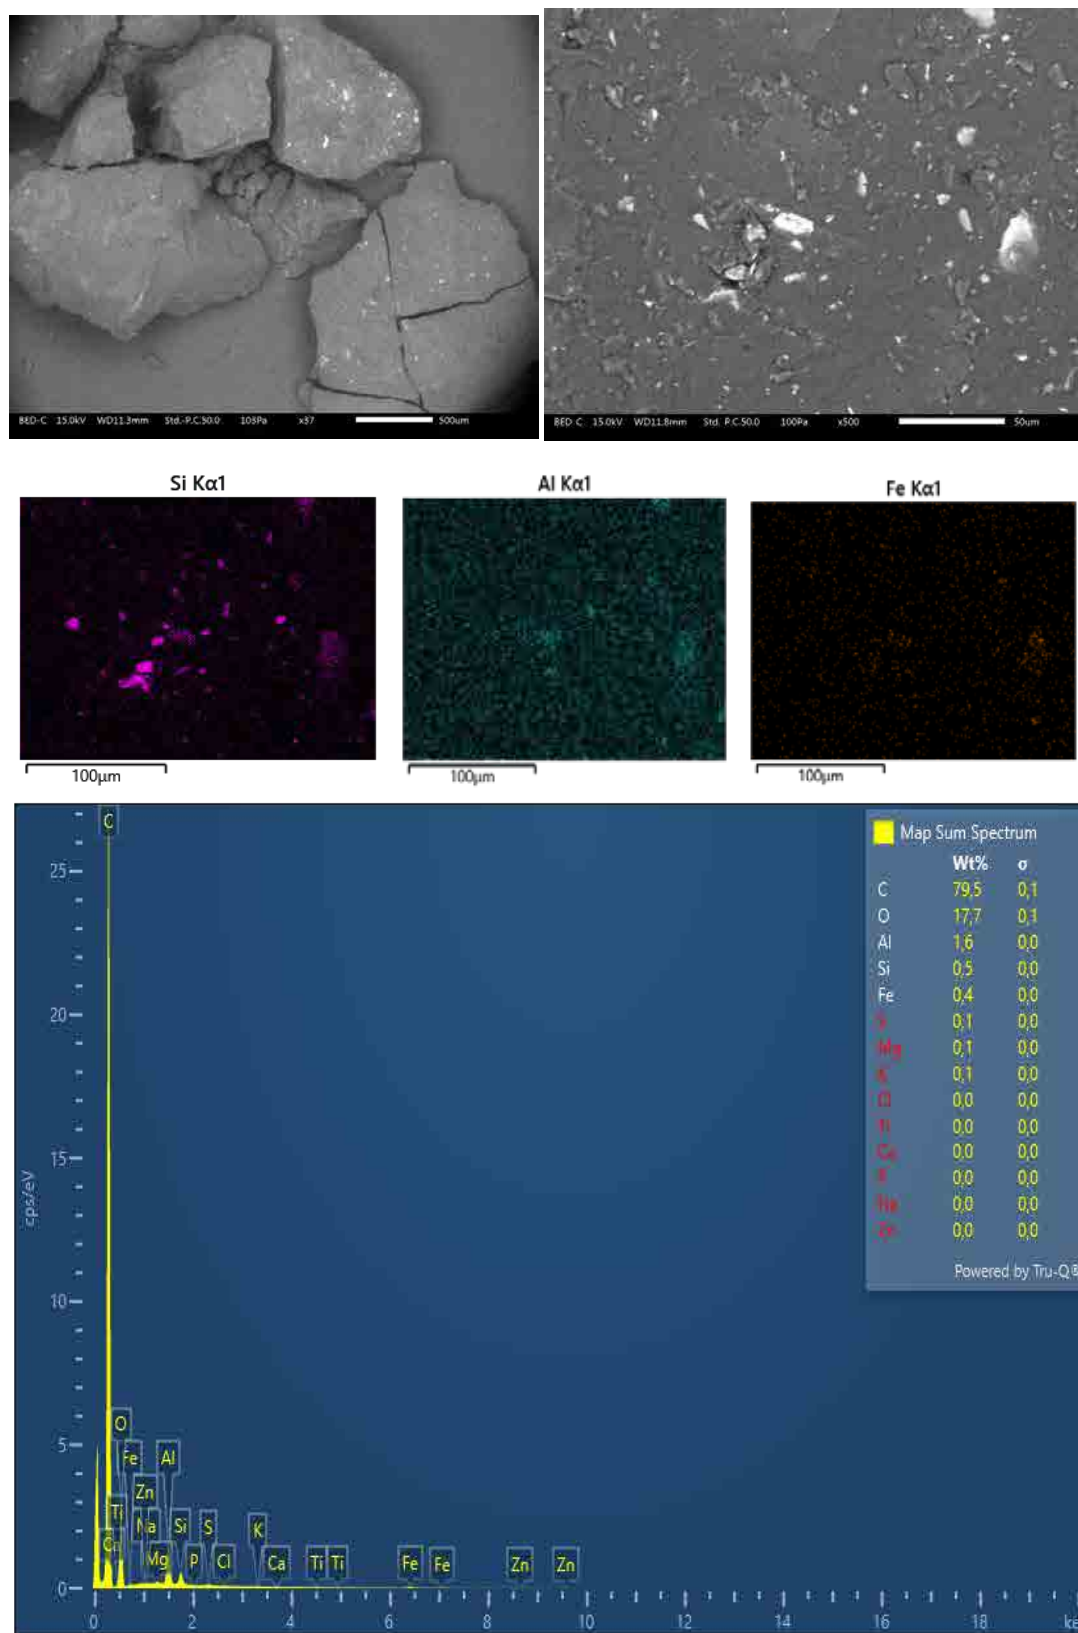 BED-C 15.0kV WD11.3mm Std.-P.C.50.0 103Pa x37 500um
BED-C 15.0kV WD11.8mm Std. P.C.50.0 100Pa x500 50um
Si Kα1
Al Kα1
Fe Kα1
100µm
100µm
100µm
Map Sum Spectrum
Wt% σ
C 79,5 0,1
O 17,7 0,1
Al 1,6 0,0
Si 0,5 0,0
Fe 0,4 0,0
0,1 0,0
Mg 0,1 0,0
K 0,1 0,0
Cl 0,0 0,0
Ti 0,0 0,0
Ca 0,0 0,0
0,0 0,0
Na 0,0 0,0
Zn 0,0 0,0
Powered by Tru-Q®
cps/eV
25
20
15
10
5
0
C
O
Fe Al
Zn
Ti Na Si S K
Ca Mg P Cl Ca Ti Ti Fe Fe Zn Zn
0 2 4 6 8 10 12 14 16 18 ke